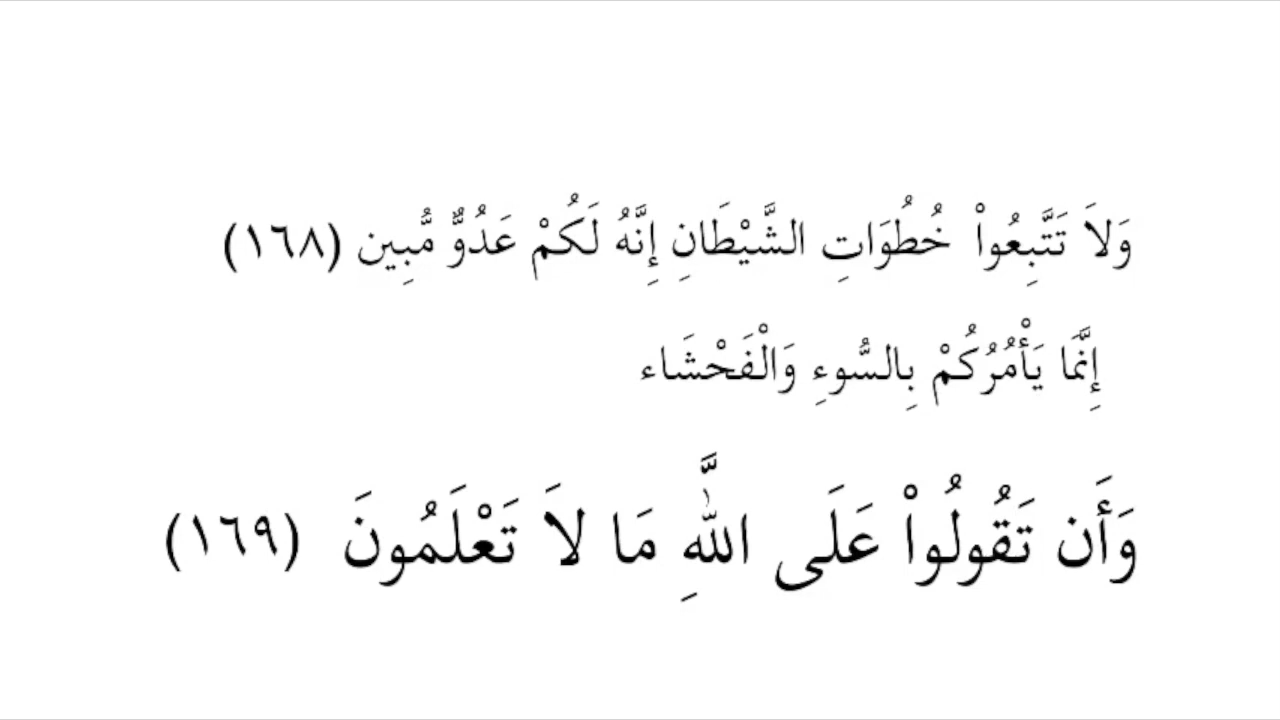 وَلاَ تَتَّبِعُواْ خُطُوَاتِ الشَّيْطَانِ إِنَّهُ لَكُمْ عَدُوٌّ مُّبِين (١٦٨)
إِنَّمَا يَأْمُرُكُمْ بِالسُّوءِ وَالْفَحْشَاء
وَأَن تَقُولُواْ عَلَى اللَّهِ مَا لاَ تَعْلَمُونَ (١٦٩)